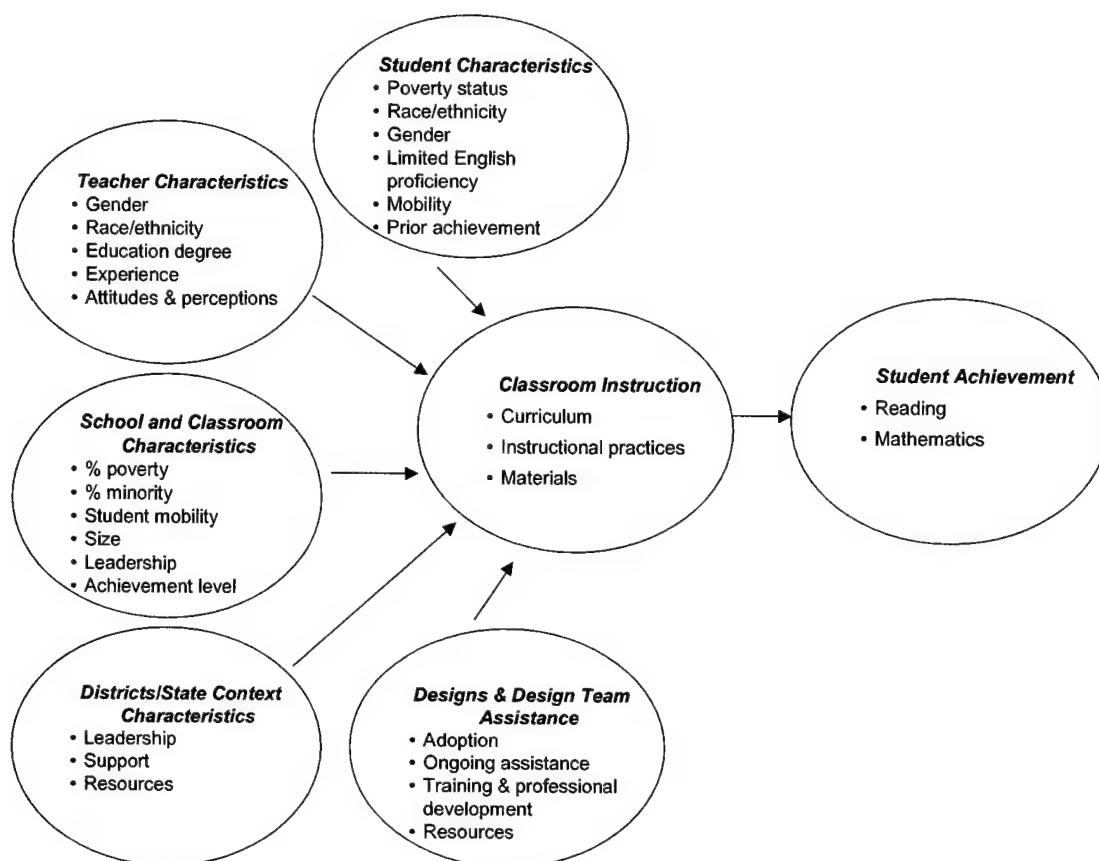 Student Characteristics
• Poverty status
• Race/ethnicity
• Gender
• Limited English
proficiency
• Mobility
• Prior achievement
Teacher Characteristics
• Gender
• Race/ethnicity
• Education degree
• Experience
• Attitudes & perceptions
Classroom Instruction
• Curriculum
• Instructional practices
• Materials
Student Achievement
• Reading
• Mathematics
School and Classroom
Characteristics
• % poverty
• % minority
• Student mobility
• Size
• Leadership
• Achievement level
Districts/State Context
Characteristics
• Leadership
• Support
• Resources
Designs & Design Team
Assistance
• Adoption
• Ongoing assistance
• Training & professional
development
• Resources